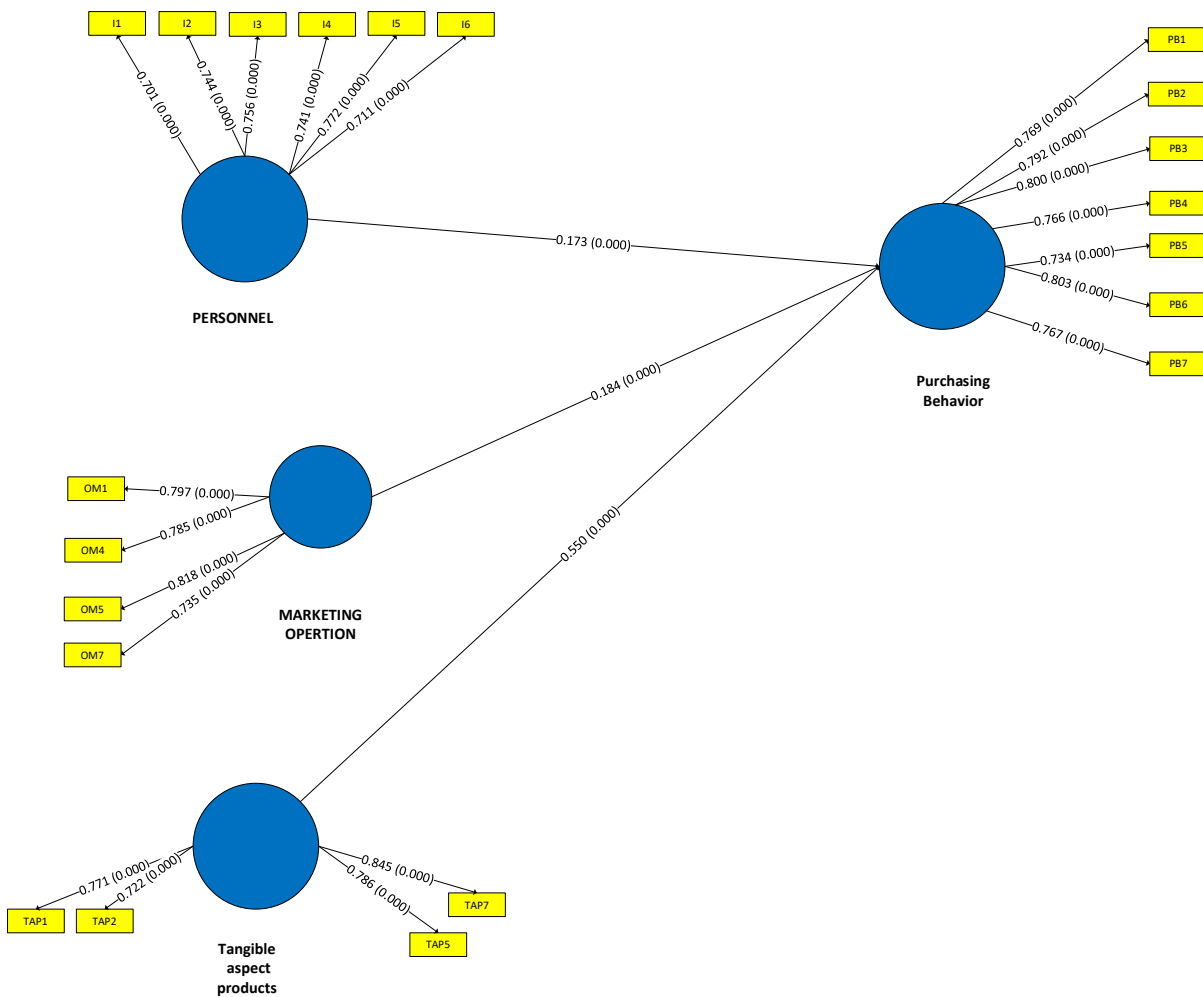 I1
I2
I3
I4
I5
I6
0.701 (0.000)
0.744 (0.000)
0.756 (0.000)
0.741 (0.000)
0.772 (0.000)
0.711 (0.000)
PERSONNEL
0.173 (0.000)
PB1
PB2
PB3
PB4
PB5
PB6
PB7
0.769 (0.000)
0.792 (0.000)
0.800 (0.000)
0.766 (0.000)
0.734 (0.000)
0.803 (0.000)
0.767 (0.000)
Purchasing
Behavior
0.184 (0.000)
OM1
OM4
OM5
OM7
0.797 (0.000)
0.785 (0.000)
0.818 (0.000)
0.735 (0.000)
MARKETING
OPERTION
0.550 (0.000)
0.771 (0.000)
0.722 (0.000)
0.845 (0.000)
0.786 (0.000)
TAP1
TAP2
TAP7
TAP5
Tangible
aspect
products